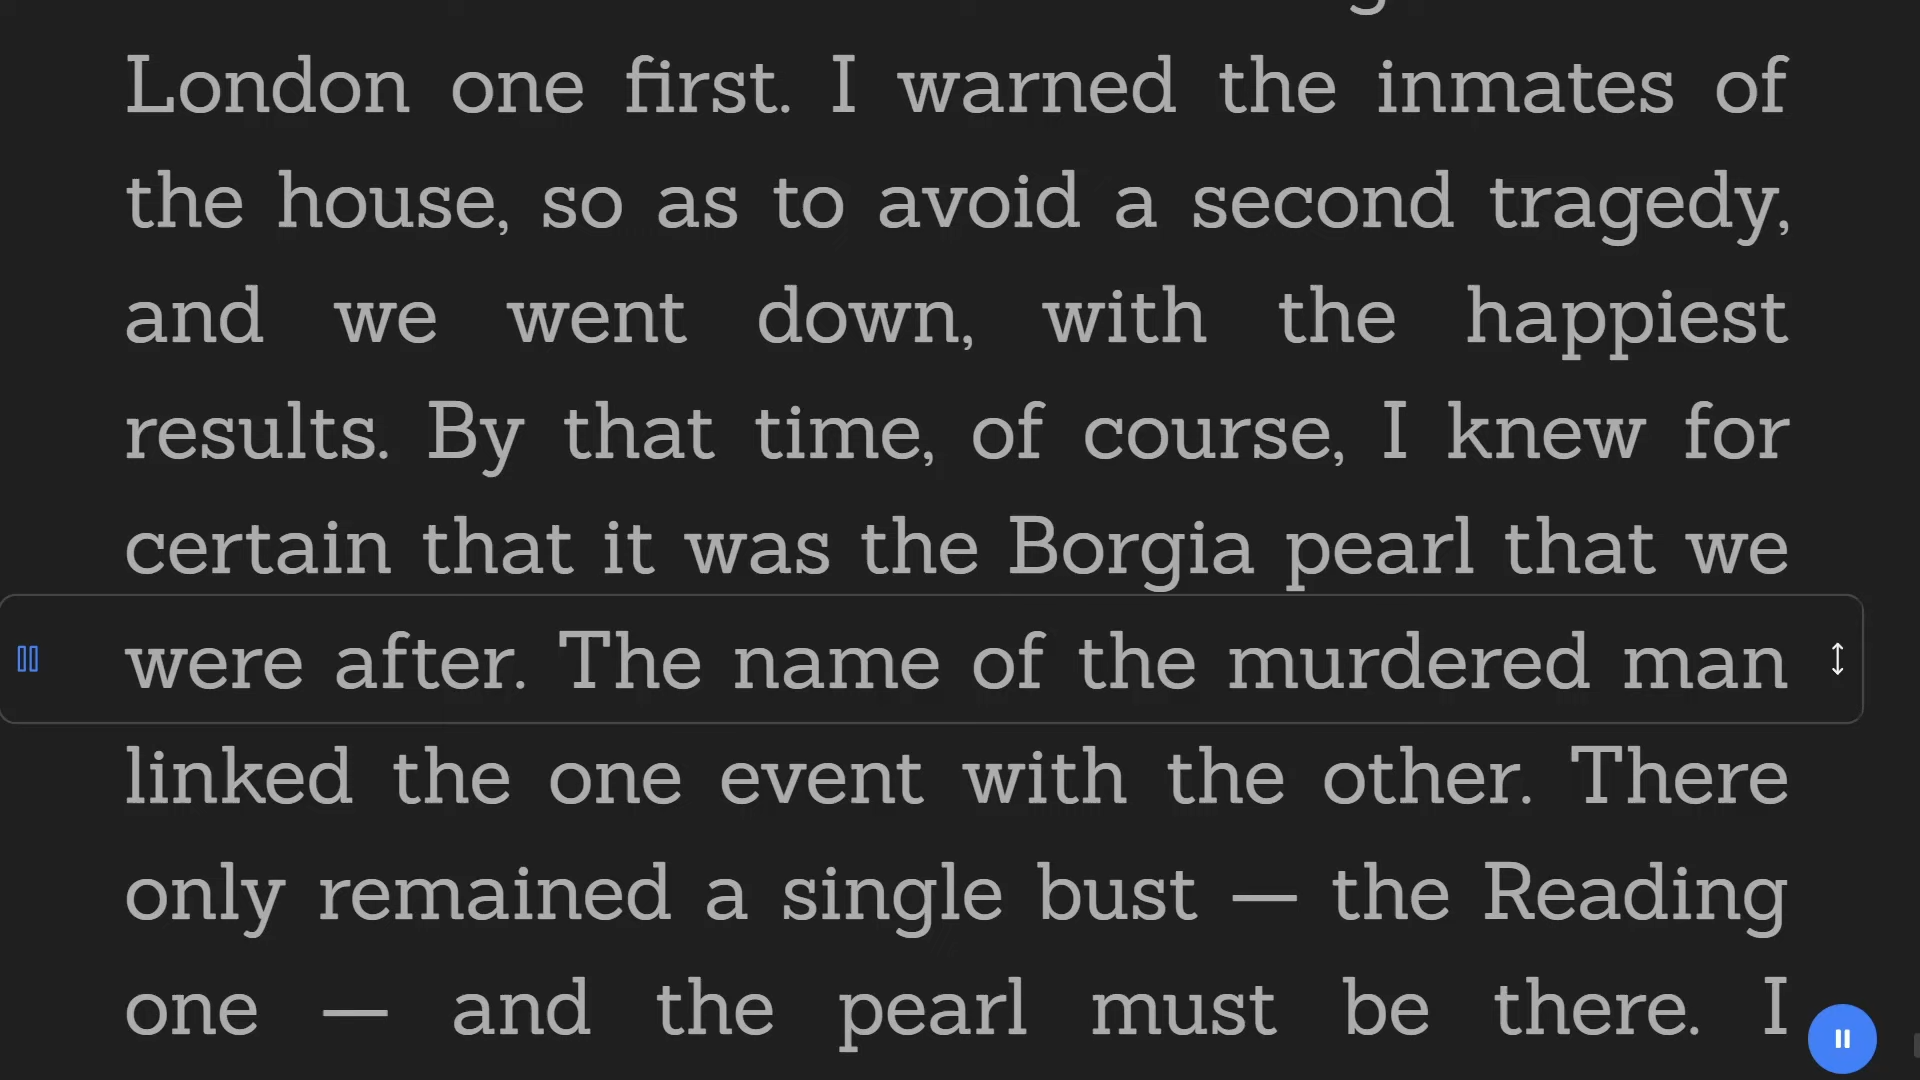 London one first. I warned the inmates of
the house, so as to avoid a second tragedy,
and we went down, with the happiest
results. By that time, of course, I knew for
certain that it was the Borgia pearl that we
were after. The name of the murdered man
linked the one event with the other. There
only remained a single bust — the Reading
one — and the pearl must be there. I